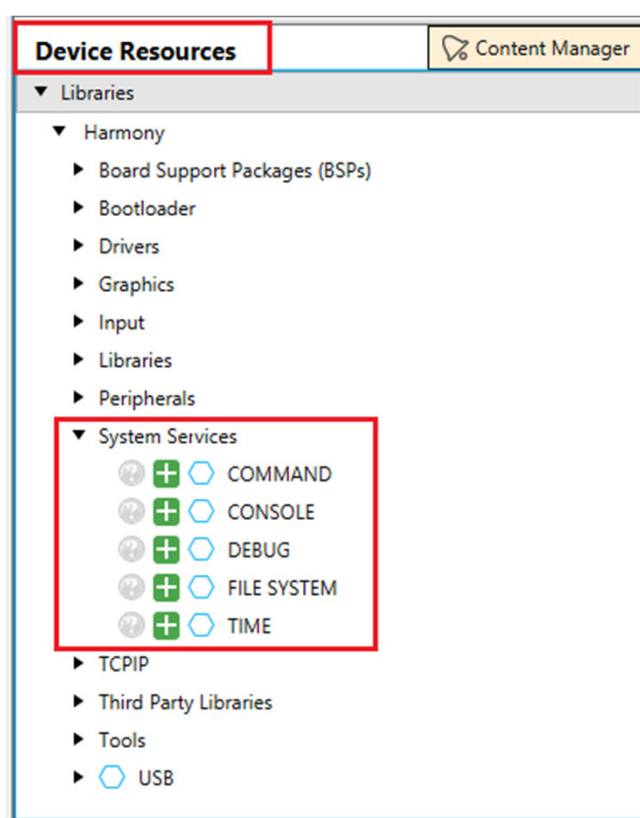 Device Resources
Content Manager
Libraries
Harmony
Board Support Packages (BSPs)
Bootloader
Drivers
Graphics
Input
Libraries
Peripherals
System Services
COMMAND
CONSOLE
DEBUG
FILE SYSTEM
TIME
TCPIP
Third Party Libraries
Tools
USB